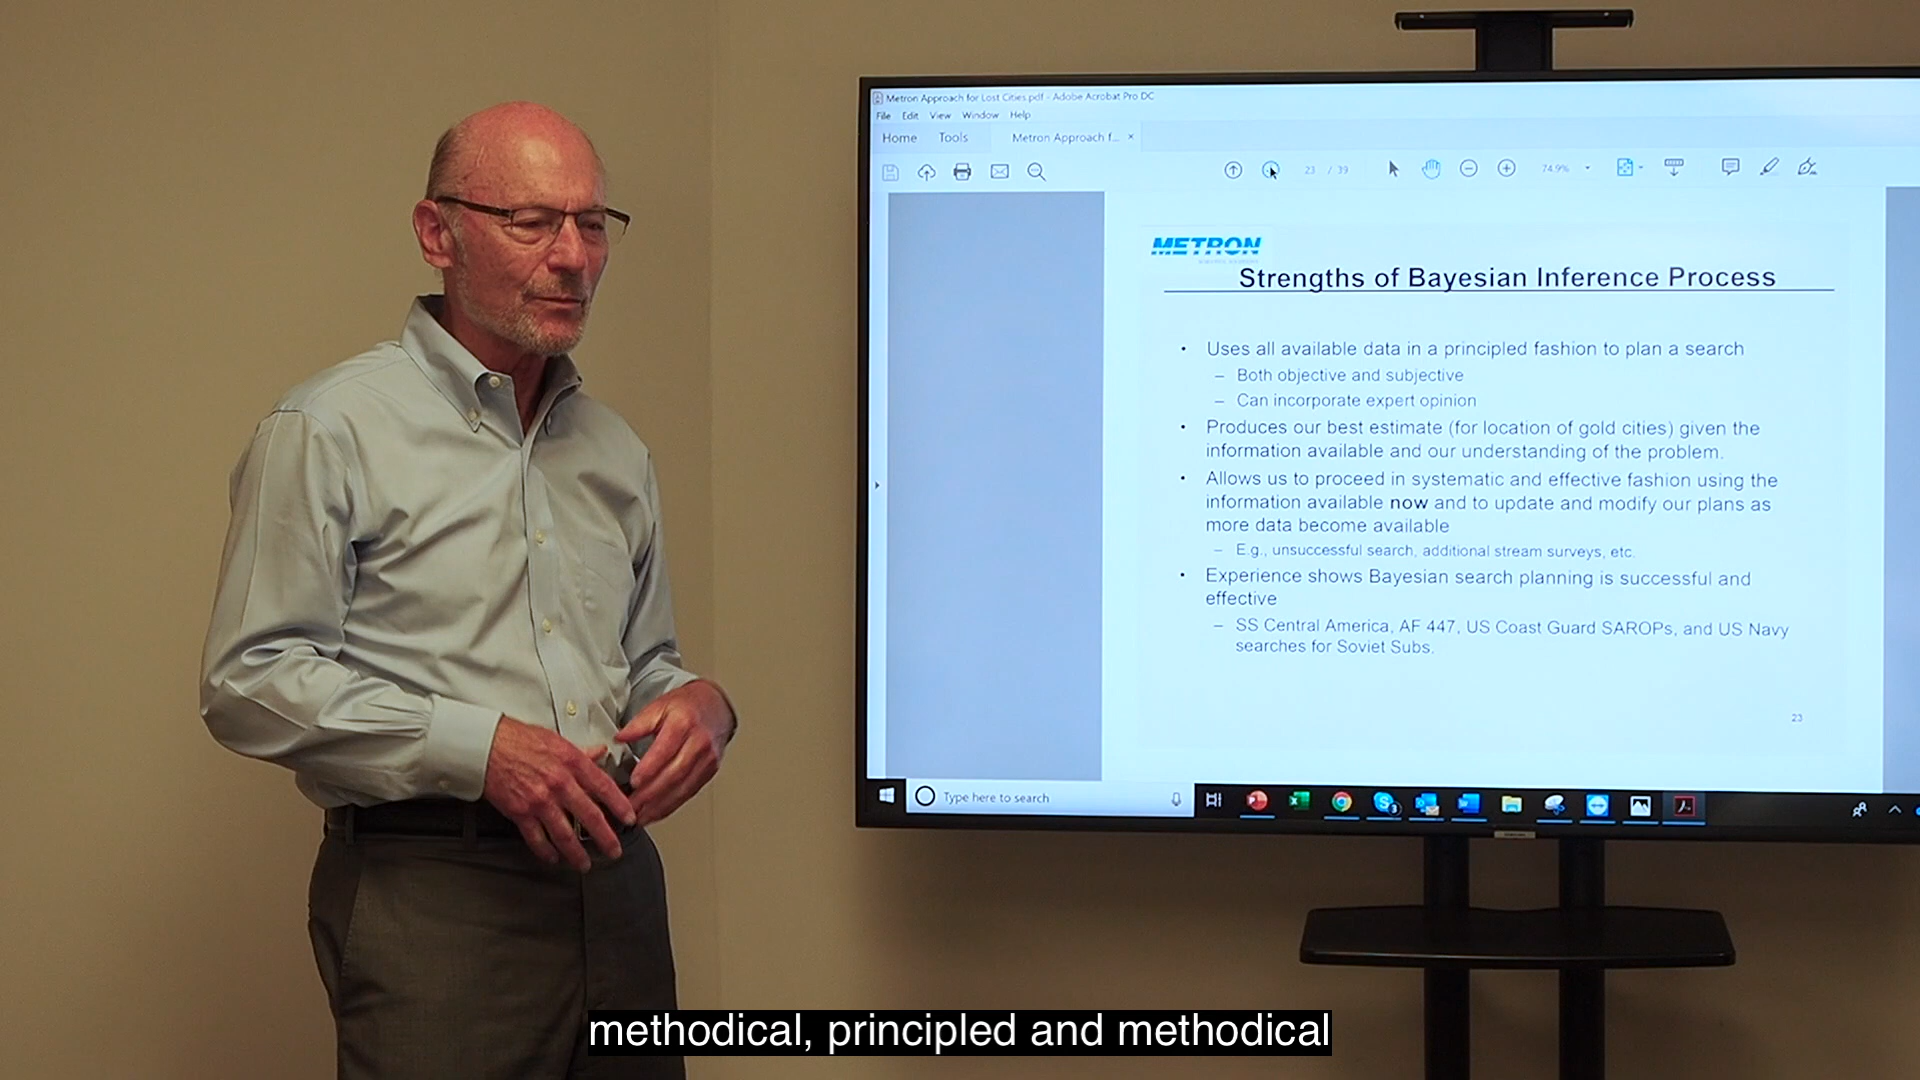 Metron Approach for Lost Cities.pdf - Adobe Acrobat Pro DC
File Edit View Window Help
Home Tools Metron Approach f... ×
23 / 39 74.9%
METRON
Strengths of Bayesian Inference Process
• Uses all available data in a principled fashion to plan a search
– Both objective and subjective
– Can incorporate expert opinion
• Produces our best estimate (for location of gold cities) given the
information available and our understanding of the problem.
• Allows us to proceed in systematic and effective fashion using the
information available now and to update and modify our plans as
more data become available
– E.g., unsuccessful search, additional stream surveys, etc.
• Experience shows Bayesian search planning is successful and
effective
– SS Central America, AF 447, US Coast Guard SAROPs, and US Navy
searches for Soviet Subs.
23
Type here to search
methodical, principled and methodical